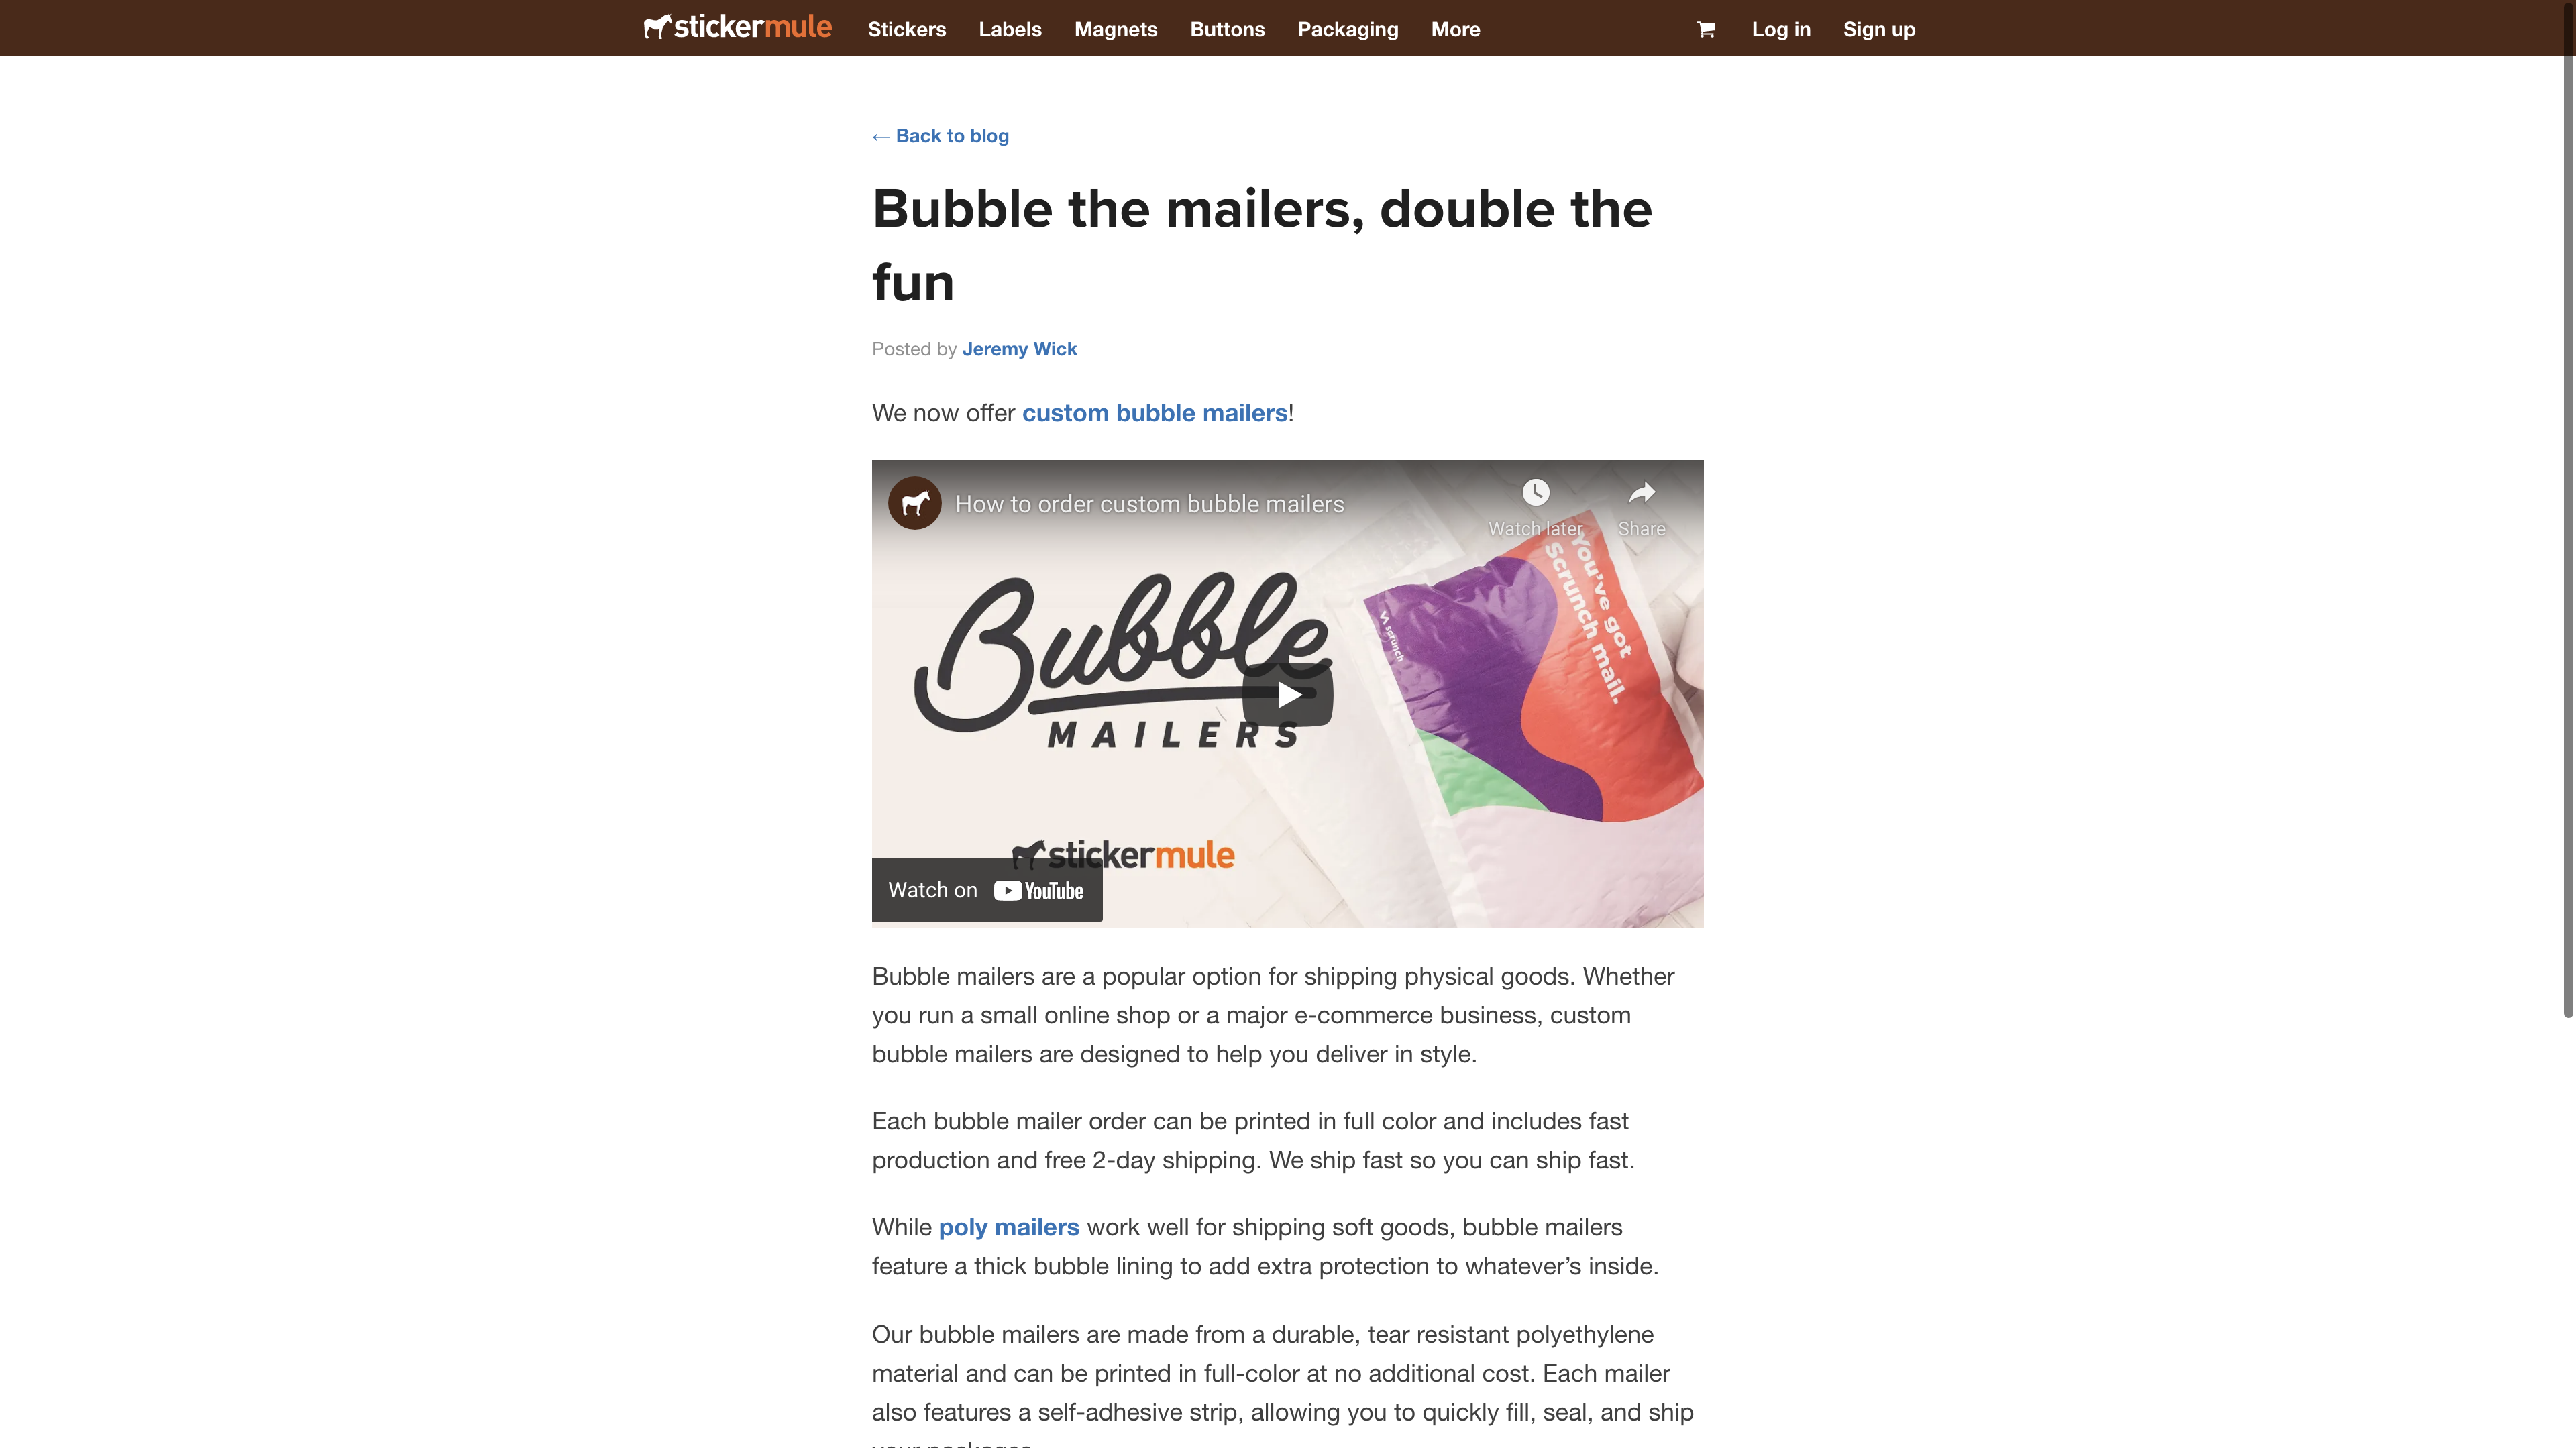 stickermule Stickers Labels Magnets Buttons Packaging More Log in Sign up
← Back to blog
Bubble the mailers, double the
fun
Posted by Jeremy Wick
We now offer custom bubble mailers!
How to order custom bubble mailers
Watch later
Share
Bubble
MAILERS
scrunch
You've got
Scrunch mail.
stickermule
Watch on YouTube
Bubble mailers are a popular option for shipping physical goods. Whether
you run a small online shop or a major e-commerce business, custom
bubble mailers are designed to help you deliver in style.
Each bubble mailer order can be printed in full color and includes fast
production and free 2-day shipping. We ship fast so you can ship fast.
While poly mailers work well for shipping soft goods, bubble mailers
feature a thick bubble lining to add extra protection to whatever’s inside.
Our bubble mailers are made from a durable, tear resistant polyethylene
material and can be printed in full-color at no additional cost. Each mailer
also features a self-adhesive strip, allowing you to quickly fill, seal, and ship